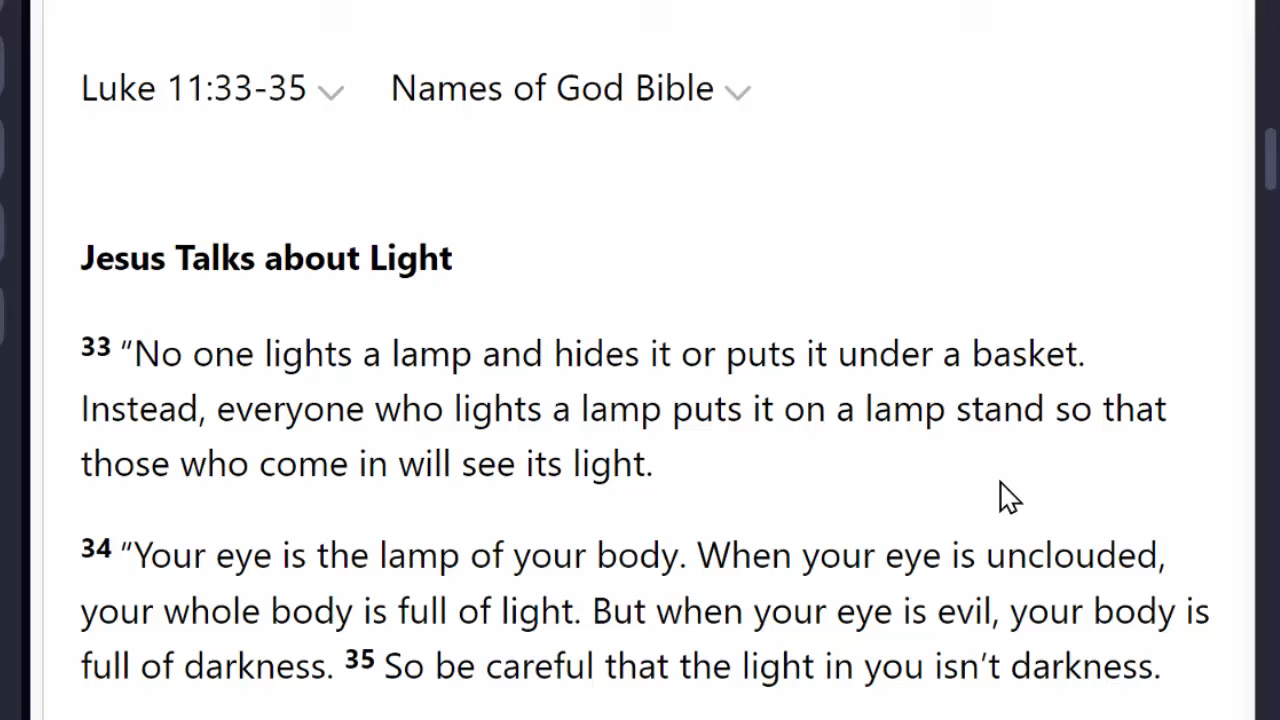 Luke 11:33-35 Names of God Bible
Jesus Talks about Light
33 “No one lights a lamp and hides it or puts it under a basket.
Instead, everyone who lights a lamp puts it on a lamp stand so that
those who come in will see its light.
34 “Your eye is the lamp of your body. When your eye is unclouded,
your whole body is full of light. But when your eye is evil, your body is
full of darkness. 35 So be careful that the light in you isn’t darkness.